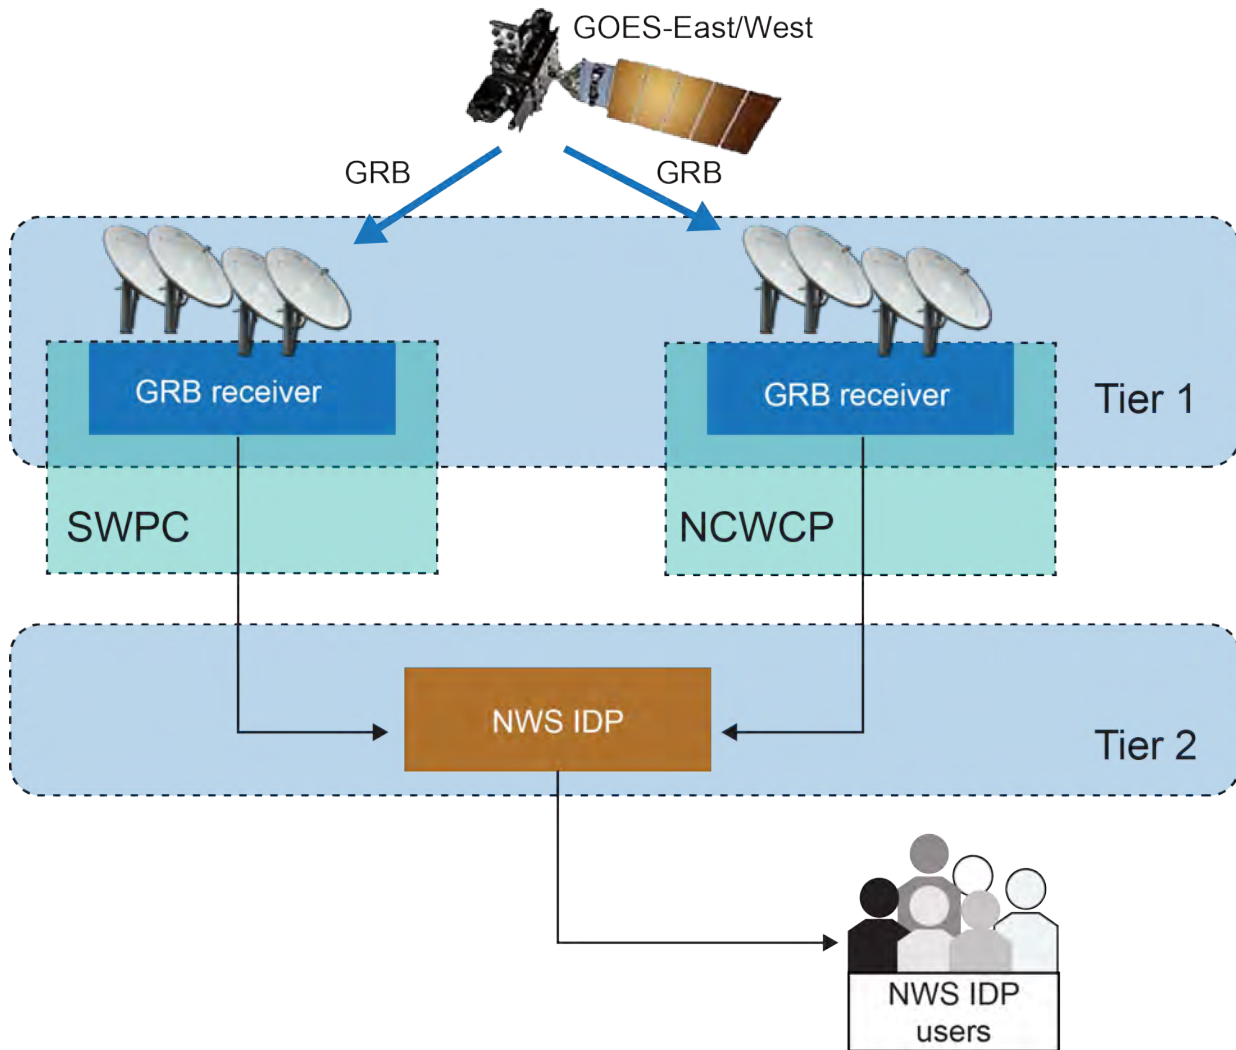 GOES-East/West
GRB
GRB
GRB receiver
GRB receiver
Tier 1
SWPC
NCWCP
NWS IDP
Tier 2
NWS IDP
users